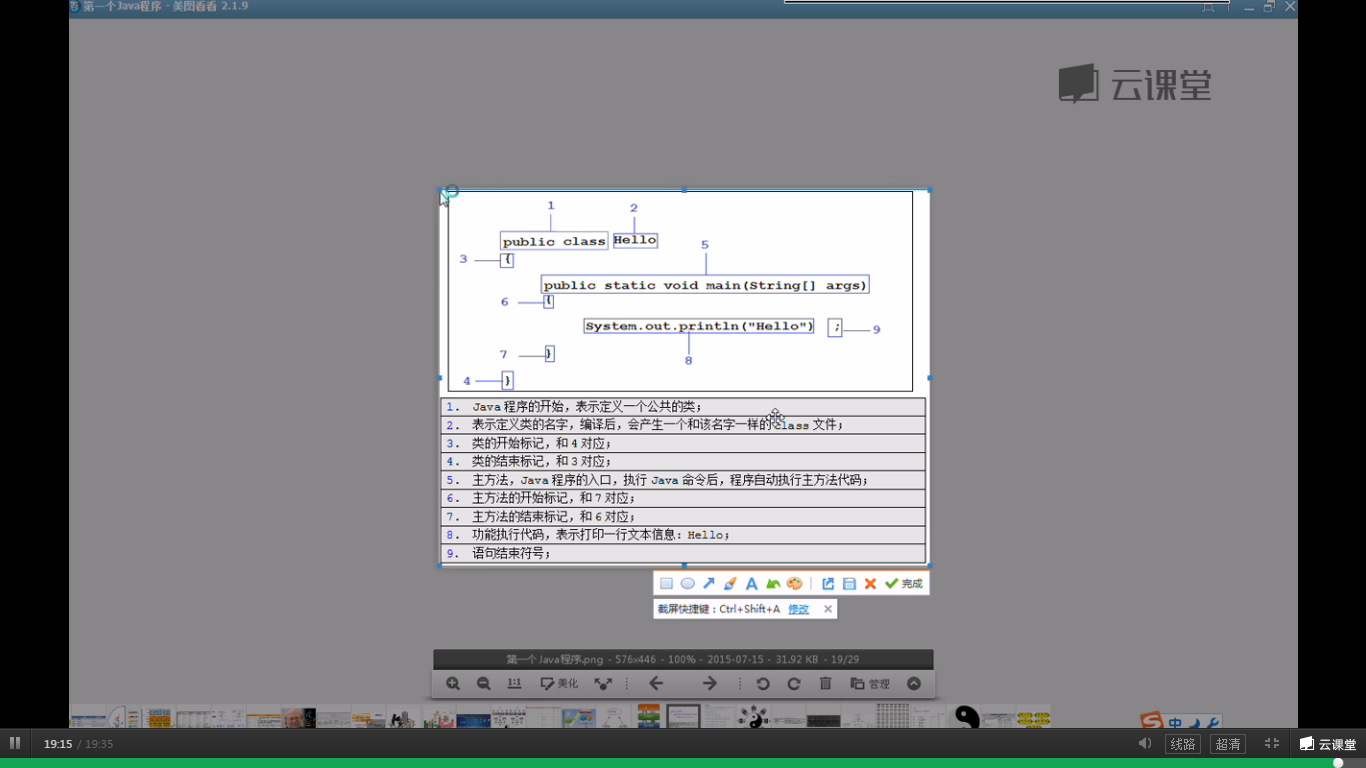 第一个Java程序 - 美图看看 2.1.9
云课堂
1
2
public class Hello
5
3 {
public static void main(String[] args)
6 {
System.out.println("Hello") ; 9
7 }
8
4 }
1. Java 程序的开始，表示定义一个公共的类；
2. 表示定义类的名字，编译后，会产生一个和该名字一样的 class 文件；
3. 类的开始标记，和 4 对应；
4. 类的结束标记，和 3 对应；
5. 主方法，Java 程序的入口，执行 Java 命令后，程序自动执行主方法代码；
6. 主方法的开始标记，和 7 对应；
7. 主方法的结束标记，和 6 对应；
8. 功能执行代码，表示打印一行文本信息：Hello；
9. 语句结束符号；
A 完成
截屏快捷键：Ctrl+Shift+A 修改
第一个Java程序.png - 576x446 - 100% - 2015-07-15 - 31.92 KB - 19/29
1:1 美化 管理
中
19:15 / 19:35 线路 超清 云课堂